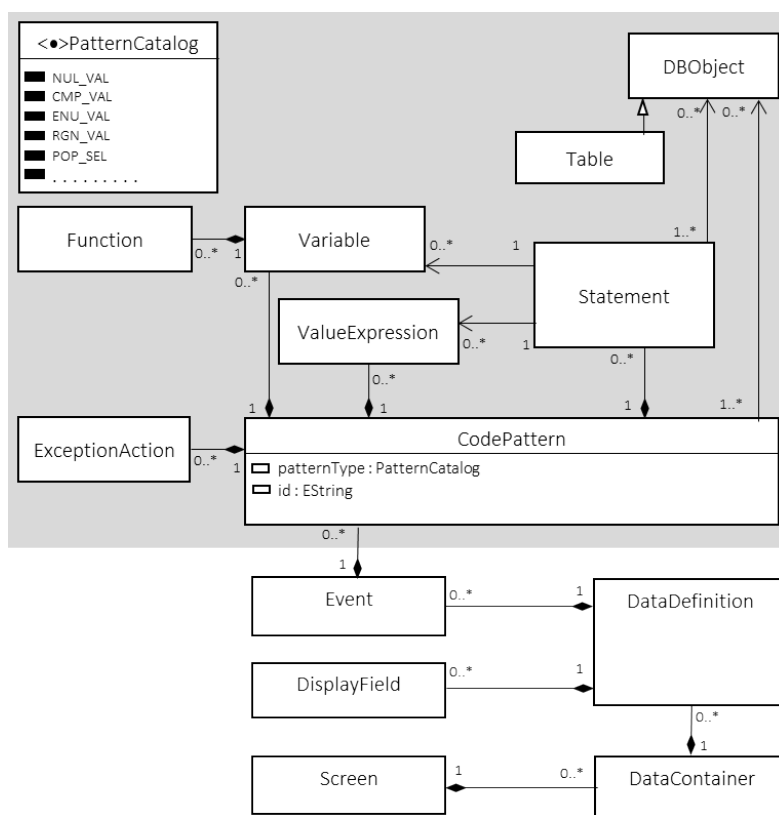 <●>PatternCatalog
NUL_VAL
CMP_VAL
ENU_VAL
RGN_VAL
POP_SEL
. . . . . . . . .
DBObject
0..*
0..*
Table
Function
0..*
1
Variable
0..*
0..*
1
1..*
Statement
ValueExpression
0..*
1
0..*
0..*
1
1
1
1..*
ExceptionAction
0..*
1
CodePattern
patternType : PatternCatalog
id : EString
0..*
1
Event
0..*
1
DataDefinition
DisplayField
0..*
1
0..*
1
Screen
1
0..*
DataContainer